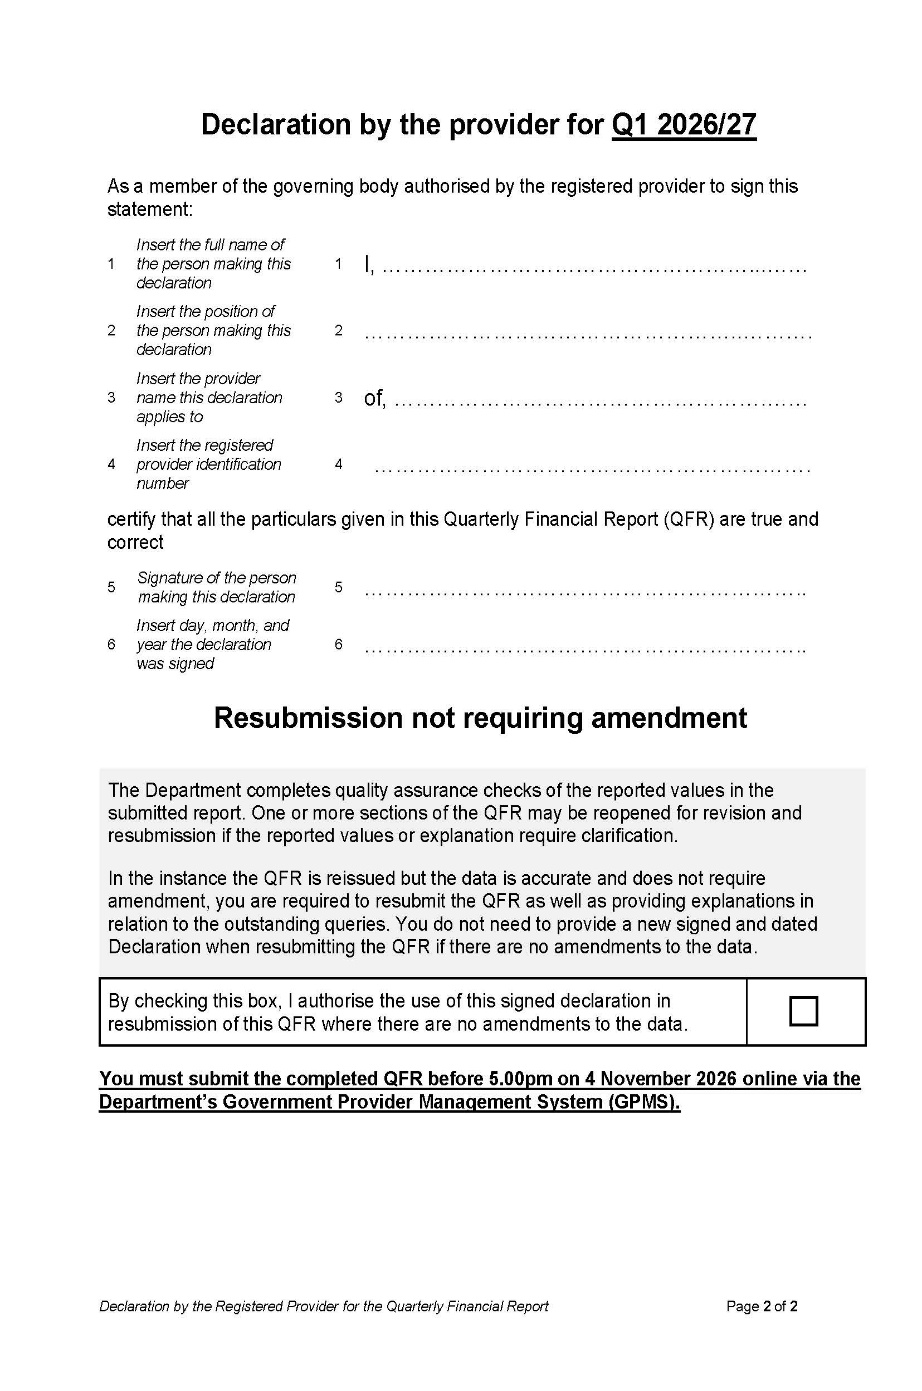 Declaration by the provider for Q1 2026/27
As a member of the governing body authorised by the registered provider to sign this
statement:
1 Insert the full name of
the person making this
declaration
1 I, ……………………………………………………………
2 Insert the position of
the person making this
declaration
2 ……………………………………………………………
3 Insert the provider
name this declaration
applies to
3 of, ……………………………………………………………
4 Insert the registered
provider identification
number
4 ……………………………………………………………
certify that all the particulars given in this Quarterly Financial Report (QFR) are true and
correct
5 Signature of the person
making this declaration
5 ……………………………………………………………
6 Insert day, month, and
year the declaration
was signed
6 ……………………………………………………………
Resubmission not requiring amendment
The Department completes quality assurance checks of the reported values in the
submitted report. One or more sections of the QFR may be reopened for revision and
resubmission if the reported values or explanation require clarification.
In the instance the QFR is reissued but the data is accurate and does not require
amendment, you are required to resubmit the QFR as well as providing explanations in
relation to the outstanding queries. You do not need to provide a new signed and dated
Declaration when resubmitting the QFR if there are no amendments to the data.
By checking this box, I authorise the use of this signed declaration in
resubmission of this QFR where there are no amendments to the data.
You must submit the completed QFR before 5.00pm on 4 November 2026 online via the
Department’s Government Provider Management System (GPMS).
Declaration by the Registered Provider for the Quarterly Financial Report Page 2 of 2